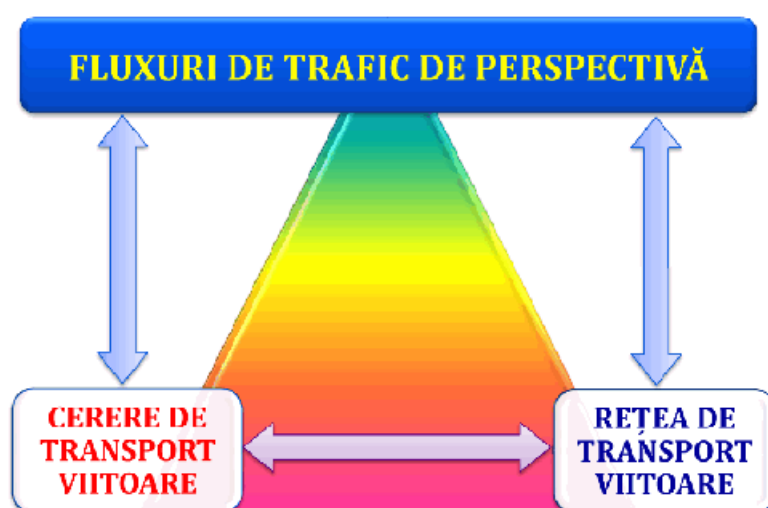 FLUXURI DE TRAFIC DE PERSPECTIVĂ
CERERE DE
TRANSPORT
VIITOARE
REȚEA DE
TRANSPORT
VIITOARE